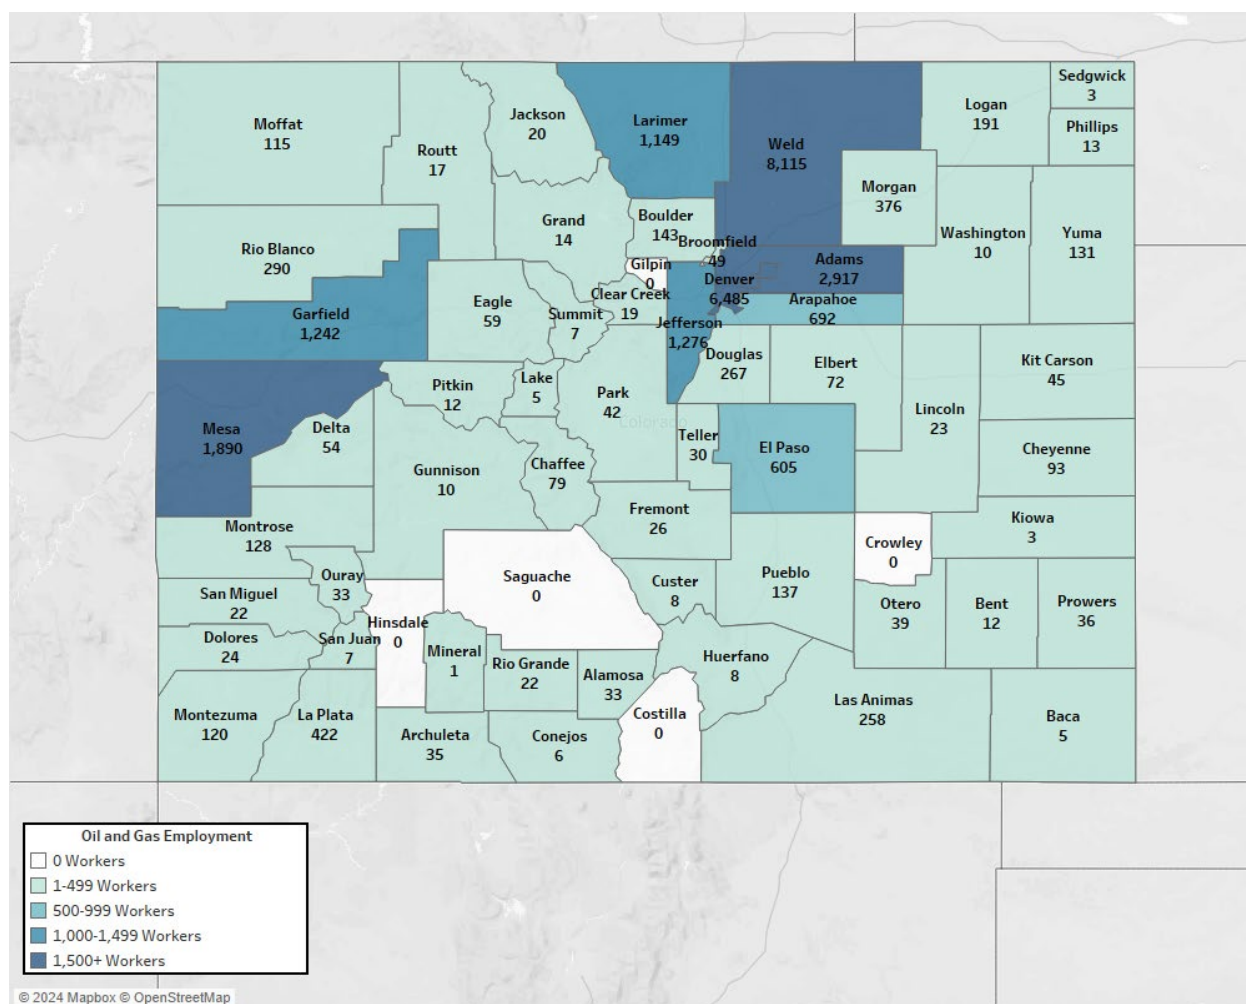 Sedgwick
3
Logan
191
Jackson
20
Larimer
1,149
Moffat
115
Phillips
13
Weld
8,115
Routt
17
Morgan
376
Boulder
143
Grand
14
Washington
10
Yuma
131
Broomfield
49
Rio Blanco
290
Gilpin
0
Adams
2,917
Denver
6,485
Clear Creek
19
Eagle
59
Arapahoe
692
Garfield
1,242
Summit
7
Jefferson
1,276
Douglas
267
Elbert
72
Kit Carson
45
Pitkin
12
Lake
5
Park
42
Colorado
Lincoln
23
Mesa
1,890
Delta
54
Teller
30
El Paso
605
Cheyenne
93
Gunnison
10
Chaffee
79
Fremont
26
Kiowa
3
Montrose
128
Crowley
0
Saguache
0
Ouray
33
Custer
8
Pueblo
137
San Miguel
22
Otero
39
Bent
12
Prowers
36
Hinsdale
0
Dolores
24
San Juan
7
Mineral
1
Rio Grande
22
Alamosa
33
Huerfano
8
Las Animas
258
Montezuma
120
La Plata
422
Costilla
0
Baca
5
Archuleta
35
Conejos
6
Oil and Gas Employment
0 Workers
1-499 Workers
500-999 Workers
1,000-1,499 Workers
1,500+ Workers
© 2024 Mapbox © OpenStreetMap